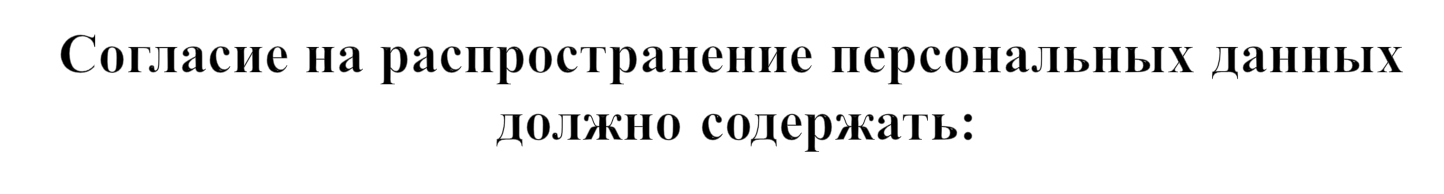 Согласие на распространение персональных данных
должно содержать: